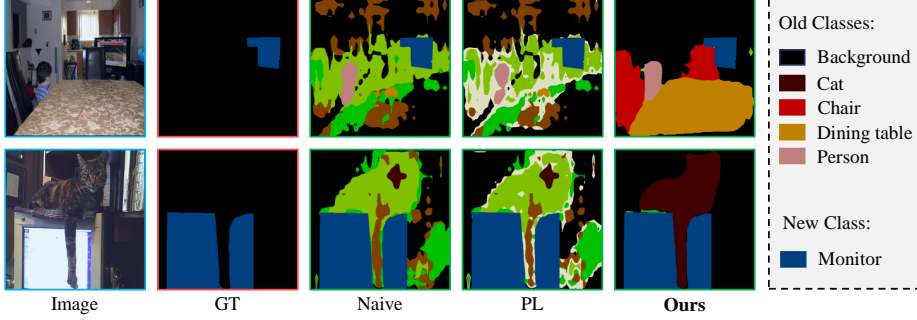 Old Classes:
Background
Cat
Chair
Dining table
Person
New Class:
Monitor
Image
GT
Naive
PL
Ours